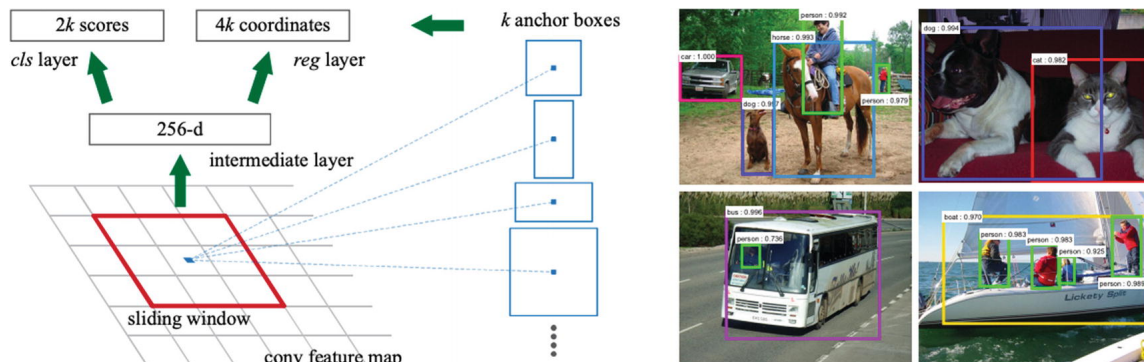 2k scores
4k coordinates
k anchor boxes
cls layer
reg layer
256-d
intermediate layer
sliding window
conv feature map
person : 0.992
horse : 0.993
car : 1.000
dog : 0.997
person : 0.979
dog : 0.994
cat : 0.982
bus : 0.996
person : 0.736
boat : 0.970
person : 0.983
person : 0.983
person : 0.925
person : 0.989
Lickety Split